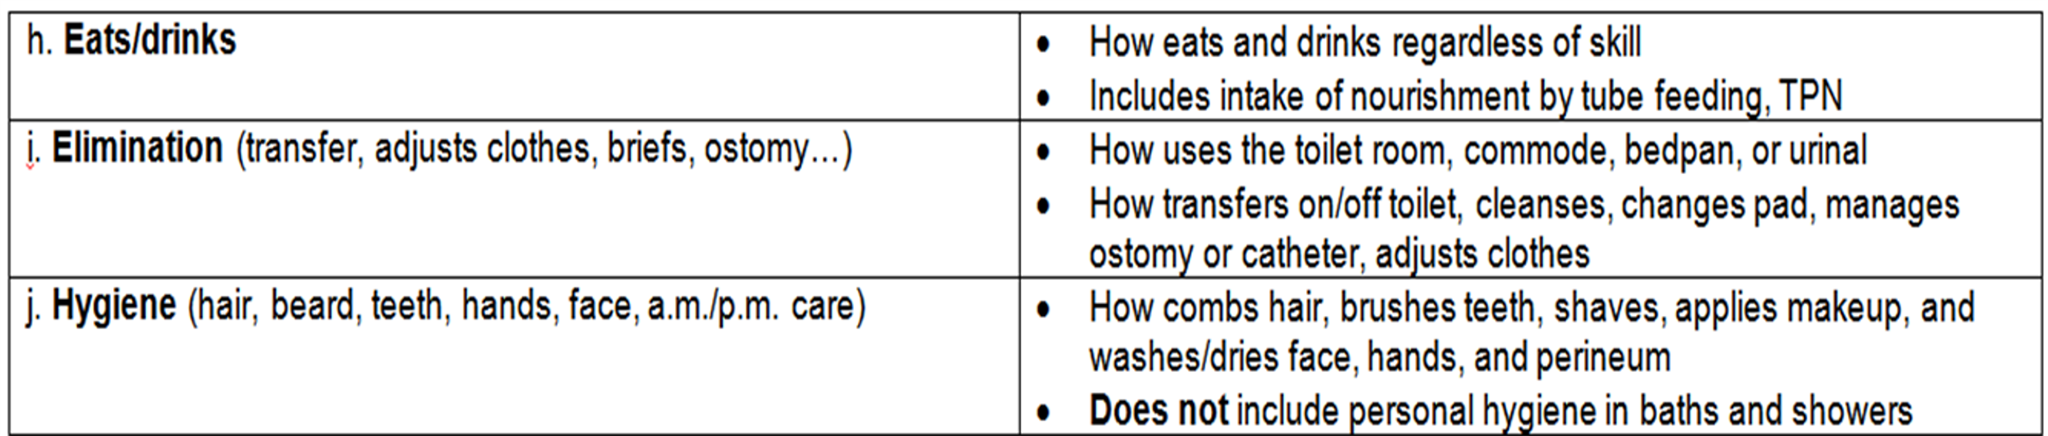 h. Eats/drinks
• How eats and drinks regardless of skill
• Includes intake of nourishment by tube feeding, TPN
i. Elimination (transfer, adjusts clothes, briefs, ostomy…)
• How uses the toilet room, commode, bedpan, or urinal
• How transfers on/off toilet, cleanses, changes pad, manages
ostomy or catheter, adjusts clothes
j. Hygiene (hair, beard, teeth, hands, face, a.m./p.m. care)
• How combs hair, brushes teeth, shaves, applies makeup, and
washes/dries face, hands, and perineum
• Does not include personal hygiene in baths and showers